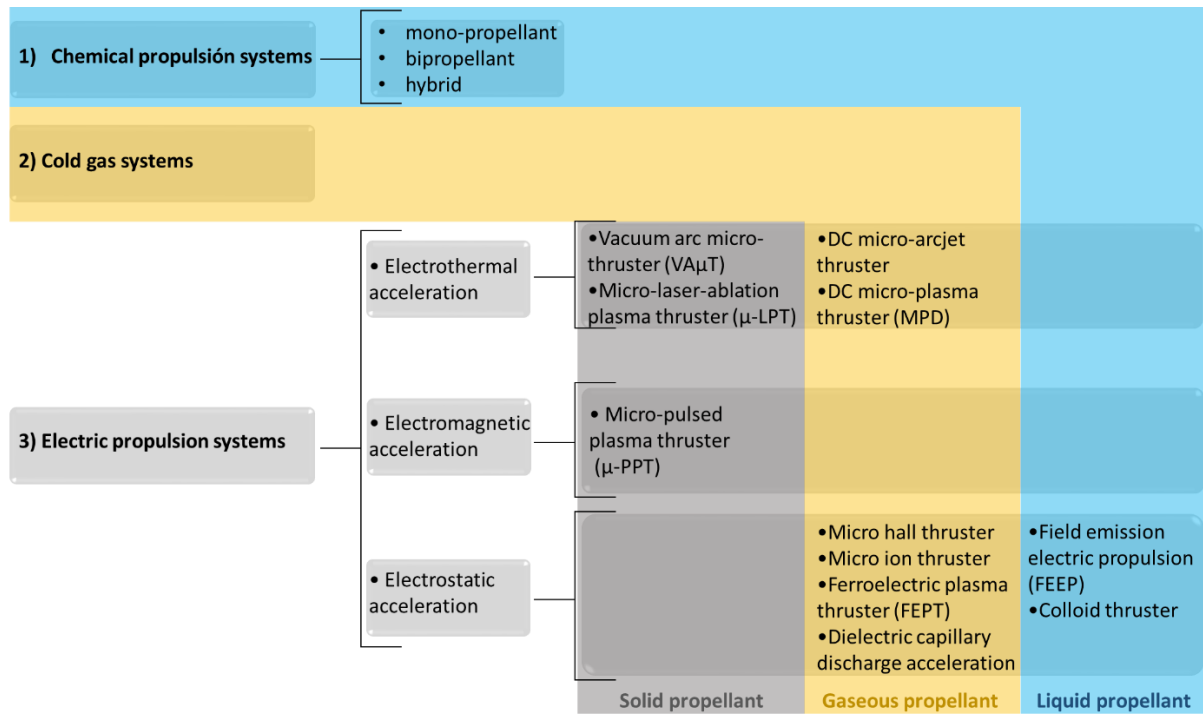 1) Chemical propulsión systems
• mono-propellant
• bipropellant
• hybrid
2) Cold gas systems
3) Electric propulsion systems
• Electrothermal
acceleration
•Vacuum arc micro-
thruster (VAµT)
•Micro-laser-ablation
plasma thruster (µ-LPT)
•DC micro-arcjet
thruster
•DC micro-plasma
thruster (MPD)
• Electromagnetic
acceleration
• Micro-pulsed
plasma thruster
(µ-PPT)
• Electrostatic
acceleration
•Micro hall thruster
•Micro ion thruster
•Ferroelectric plasma
thruster (FEPT)
•Dielectric capillary
discharge acceleration
•Field emission
electric propulsion
(FEEP)
•Colloid thruster
Solid propellant
Gaseous propellant
Liquid propellant